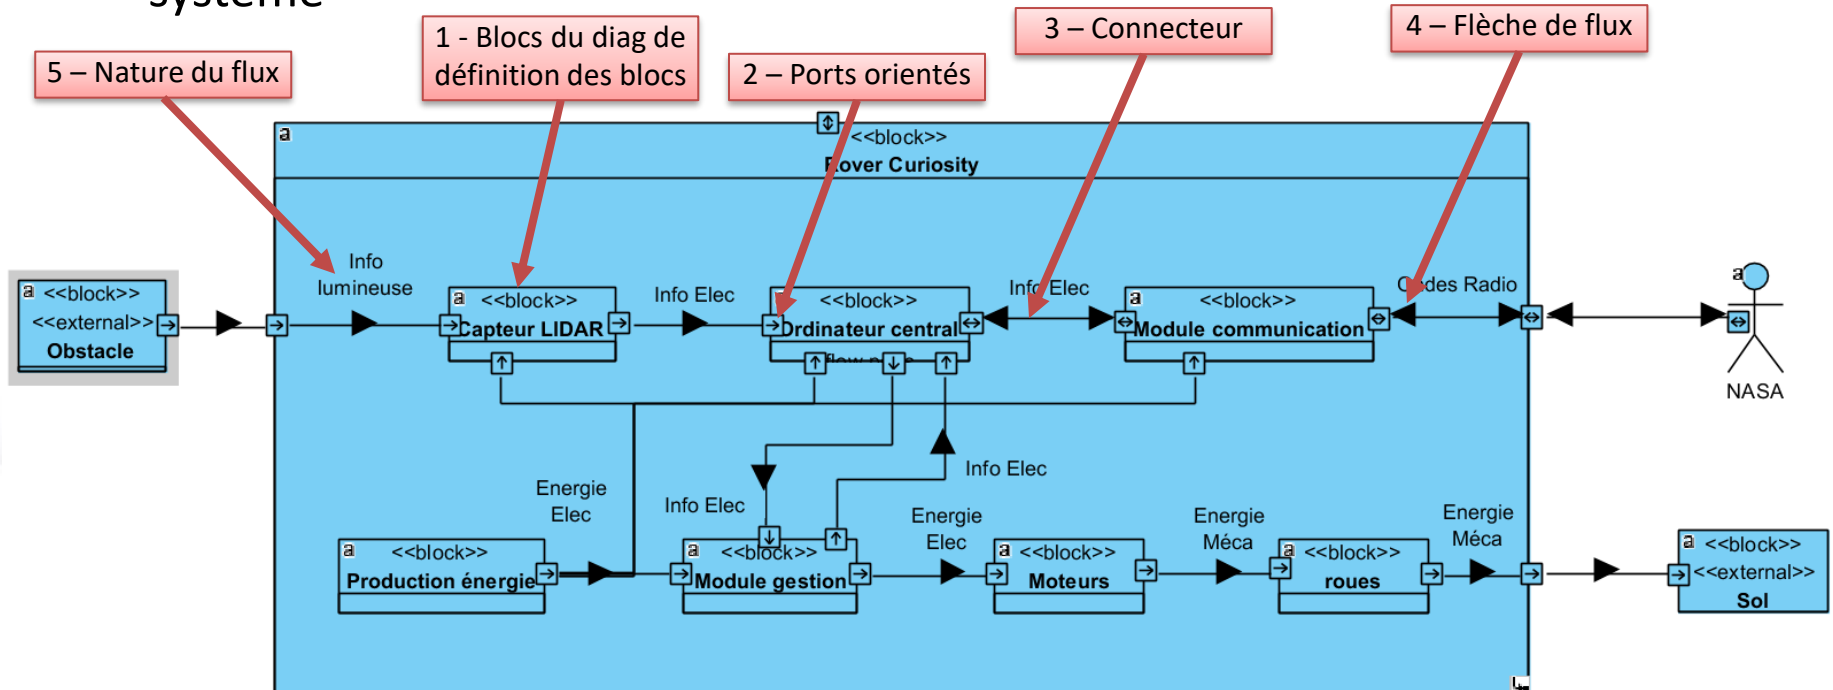 système
5 – Nature du flux
1 - Blocs du diag de
définition des blocs
2 – Ports orientés
3 – Connecteur
4 – Flèche de flux
a
<<block>>
Rover Curiosity
a <<block>>
<<external>>
Obstacle
Info
lumineuse
a <<block>>
Capteur LIDAR
Info Elec
<<block>>
Ordinateur central
Info Elec
a <<block>>
Module communication
Codes Radio
a
NASA
Energie
Elec
Info Elec
Info Elec
a <<block>>
Production énergie
a <<block>>
Module gestion
Energie
Elec
a <<block>>
Moteurs
Energie
Méca
a <<block>>
roues
Energie
Méca
a <<block>>
<<external>>
Sol